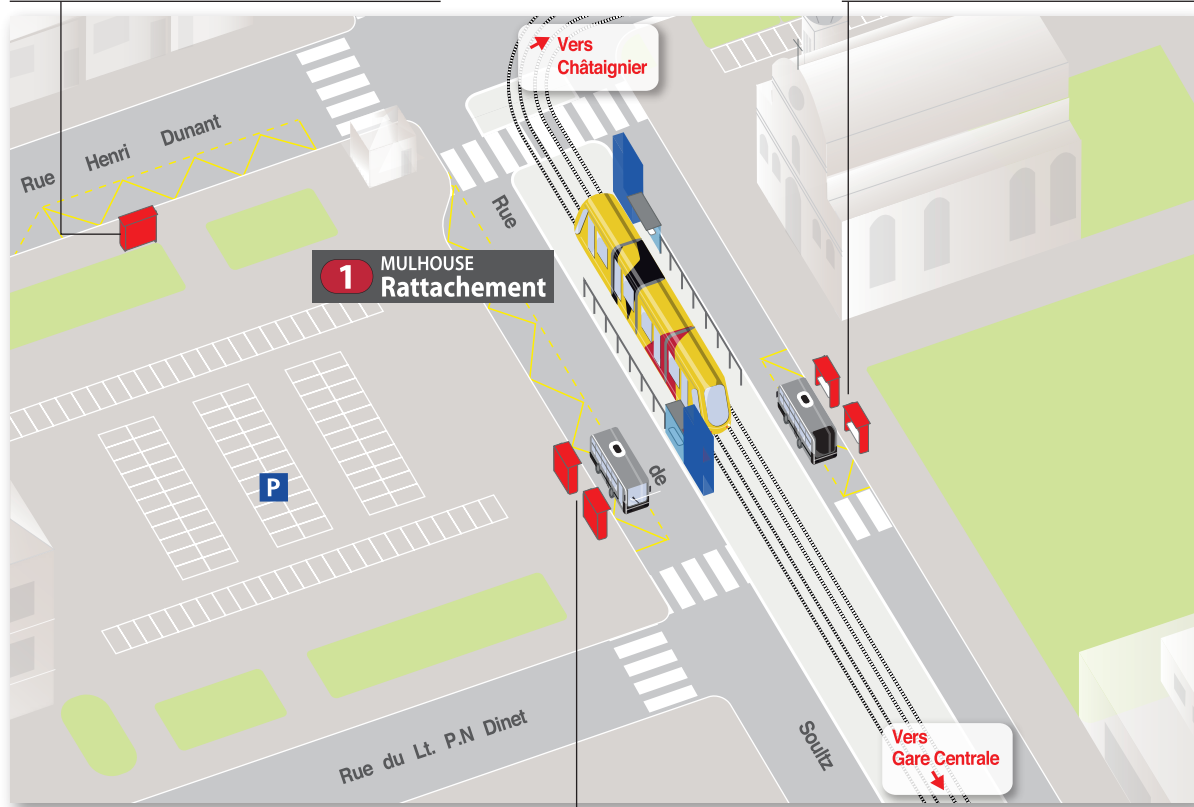 Vers
Châtaignier
Rue Henri Dunant
Rue
1 MULHOUSE
Rattachement
de
P
Rue du Lt. P.N Dinet
Soultz
Vers
Gare Centrale